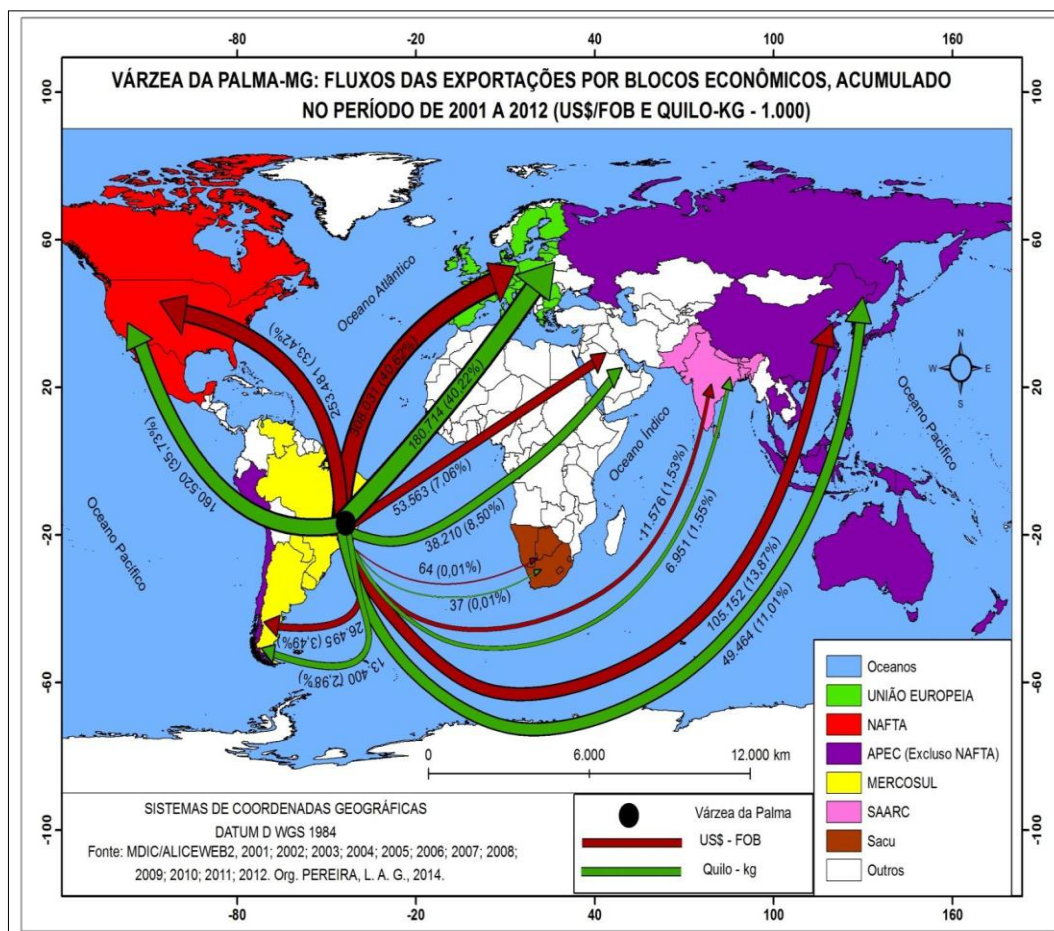 -80
-20
40
100
160
VÁRZEA DA PALMA-MG: FLUXOS DAS EXPORTAÇÕES POR BLOCOS ECONÔMICOS, ACUMULADO
NO PERÍODO DE 2001 A 2012 (US$/FOB E QUILO-KG - 1.000)
100
100
60
60
20
20
-20
-20
-60
-60
-100
-100
Oceano Atlântico
Oceano Índico
Oceano Pacífico
Oceano Pacífico
N
W
E
S
253.481 (33.42%)
308.031 (40.62%)
180.714 (40,22%)
160.520 (35.73%)
53.563 (7.06%)
38.210 (8.50%)
64 (0,01%)
37 (0,01%)
11.576 (1,53%)
6.951 (1,55%)
105.152 (13,87%)
49.464 (11,01%)
26.495 (3,49%)
13.400 (2,98%)
0
6.000
12.000 km
Oceanos
UNIÃO EUROPEIA
NAFTA
APEC (Excluso NAFTA)
MERCOSUL
SAARC
Sacu
Outros
SISTEMAS DE COORDENADAS GEOGRÁFICAS
DATUM D WGS 1984
Fonte: MDIC/ALICEWEB2, 2001; 2002; 2003; 2004; 2005; 2006; 2007; 2008;
2009; 2010; 2011; 2012. Org. PEREIRA, L. A. G., 2014.
Várzea da Palma
US$ - FOB
Quilo - kg
-80
-20
40
100
160